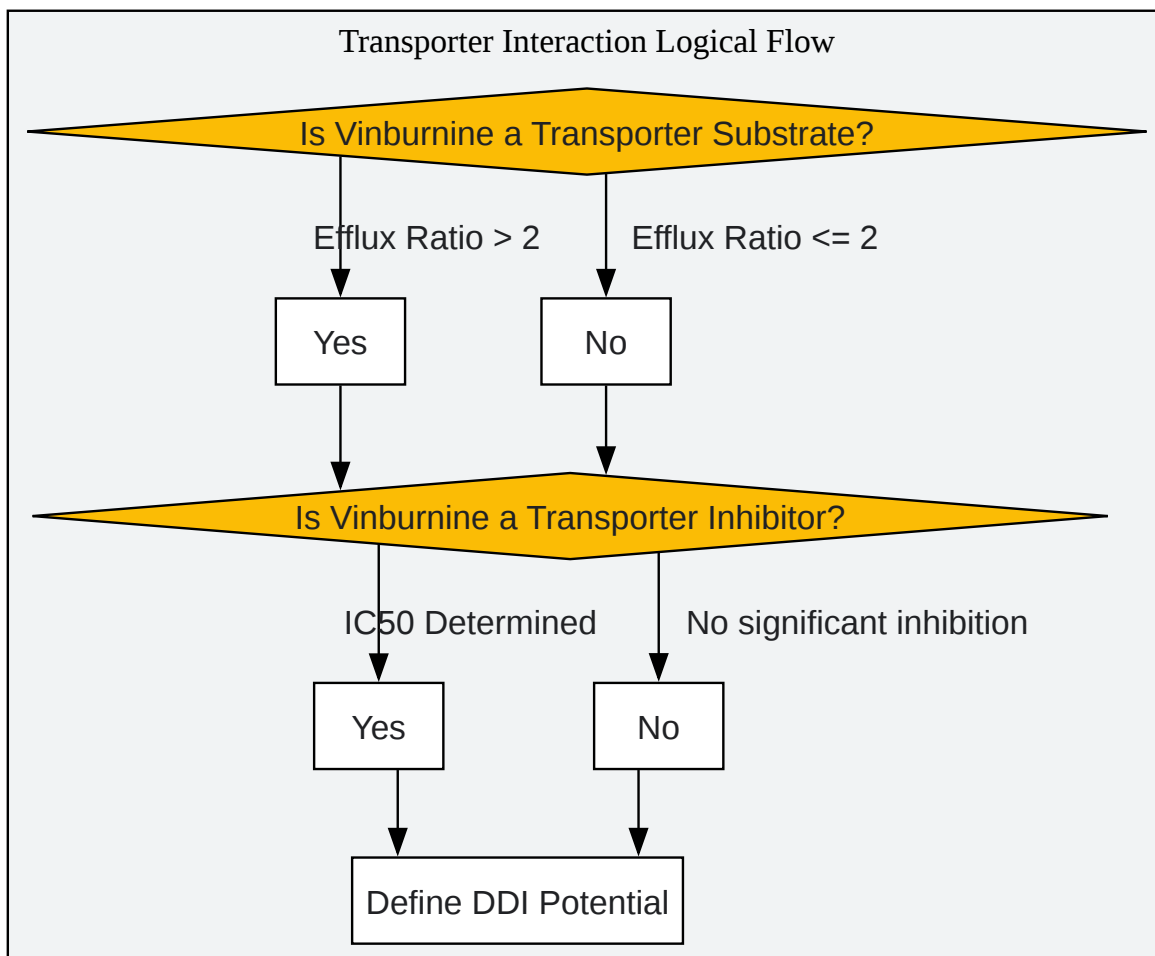 Transporter Interaction Logical Flow
Is Vinburnine a Transporter Substrate?
Efflux Ratio > 2
Efflux Ratio <= 2
Yes
No
Is Vinburnine a Transporter Inhibitor?
IC50 Determined
No significant inhibition
Yes
No
Define DDI Potential